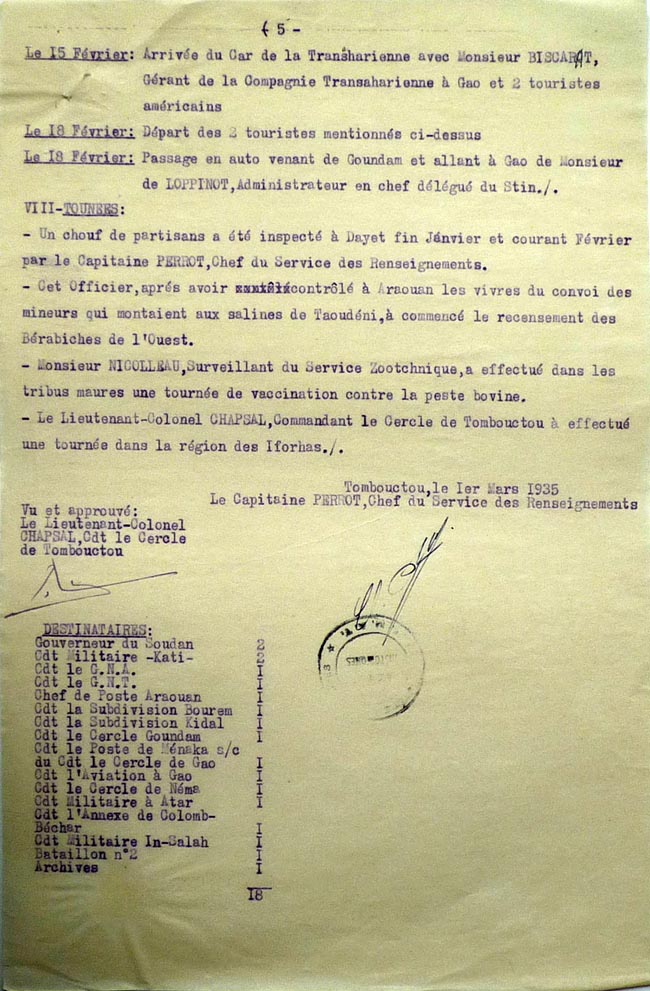 - 5 -
Le 15 Février: Arrivée du Car de la Transharienne avec Monsieur BISCARAT,
Gérant de la Compagnie Transaharienne à Gao et 2 touristes
américains
Le I8 Février: Départ des 2 touristes mentionnés ci-dessus
Le I8 Février: Passage en auto venant de Goundam et allant à Gao de Monsieur
de LOPPINOT,Administrateur en chef délégué du Stin./.
VIII-TOUNEES:
- Un chouf de partisans a été inspecté à Dayet fin Jánvier et courant Février
par le Capitaine PERROT,Chef du Service des Renseignements.
- Cet Officier,aprés avoir contrôlé à Araouan les vivres du convoi des
mineurs qui montaient aux salines de Taoudéni,à commencé le recensement des
Bérabiches de l'Ouest.
- Monsieur NICOLLEAU,Surveillant du Service Zootchnique,a effectué dans les
tribus maures une tournée de vaccination contre la peste bovine.
- Le Lieutenant-Colonel CHAPSAL,Commandant le Cercle de Tombouctou à effectué
une tournée dans la région des Iforhas./.
Tombouctou,le Ier Mars I935
Le Capitaine PERROT,Chef du Service des Renseignements
Vu et approuvé:
Le Lieutenant-Colonel
CHAPSAL,Cdt le Cercle
de Tombouctou
DESTINATAIRES:
Gouverneur du Soudan 2
Cdt Militaire -Kati- 2
Cdt le G.N.A. I
Cdt le G.N.T. I
Chef de Poste Araouan I
Cdt la Subdivision Bourem I
Cdt la Subdivision Kidal I
Cdt le Cercle Goundam I
Cdt le Poste de Ménaka s/c
du Cdt le Cercle de Gao I
Cdt l'Aviation à Gao I
Cdt le Cercle de Néma I
Cdt Militaire à Atar I
Cdt l'Annexe de Colomb-
Béchar I
Cdt Militaire In-Salah I
Bataillon n°2 I
Archives I
I8